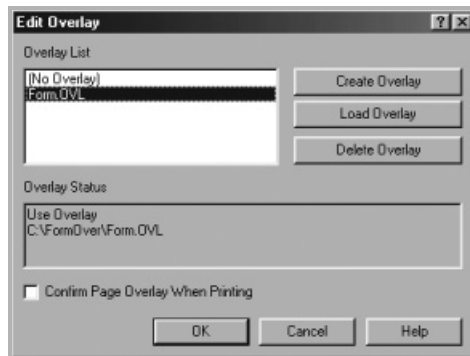 Edit Overlay
Overlay List
(No Overlay)
Form.OVL
Create Overlay
Load Overlay
Delete Overlay
Overlay Status
Use Overlay
C:\FormOver\Form.OVL
Confirm Page Overlay When Printing
OK
Cancel
Help